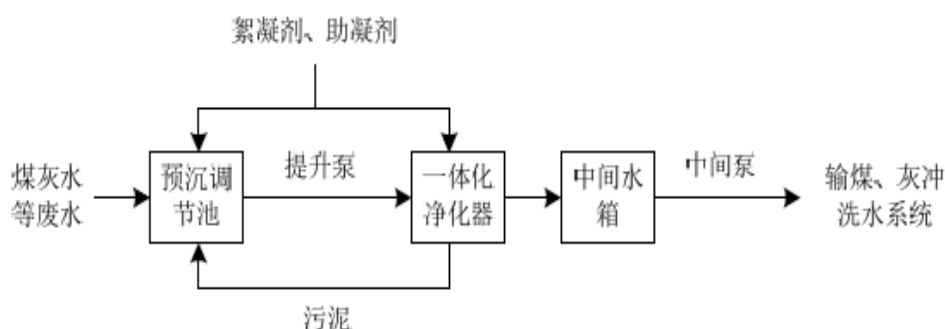 絮凝剂、助凝剂
煤灰水
等废水
预沉调
节池
提升泵
一体化
净化器
中间水
箱
中间泵
输煤、灰冲
洗水系统
污泥